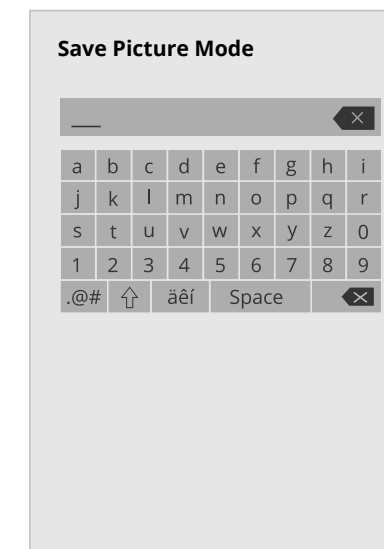 Save Picture Mode
a b c d e f g h i
j k l m n o p q r
s t u v w x y z 0
1 2 3 4 5 6 7 8 9
.@# äêí Space